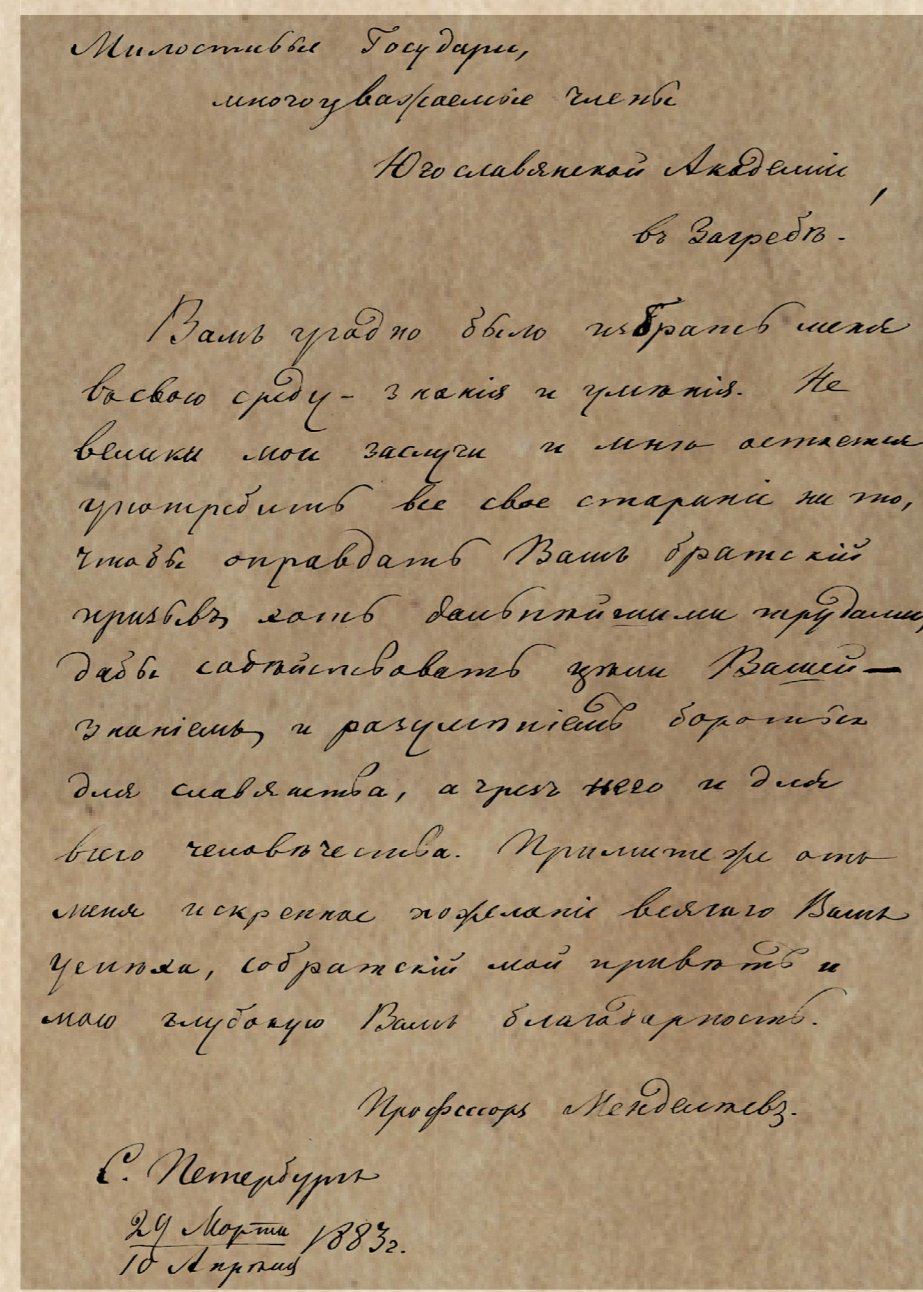 Милостивые Государи,
многоуважаемые члены
Югославянской Академіи,
въ Загребѣ.
Вамъ угодно было избрать меня
въ свою среду - знанія и умѣнія. Не
велики мои заслуги и мнѣ остается
употребить все свое стараніе на то,
чтобы оправдать Вашъ братскій
призывъ хоть дальнѣйшими трудами,
дабы содѣйствовать цѣли Вашей —
знаніемъ и разумѣніемъ бороться
для славянства, а чрезъ него и для
всего человѣчества. Примите же отъ
меня искреннее пожеланіе всякаго Вамъ
успѣха, собратскій мой привѣтъ и
мою глубокую Вамъ благодарность.
Профессоръ Менделѣевъ.
С. Петербургъ
29 Марта
10 Апрѣля 1883 г.